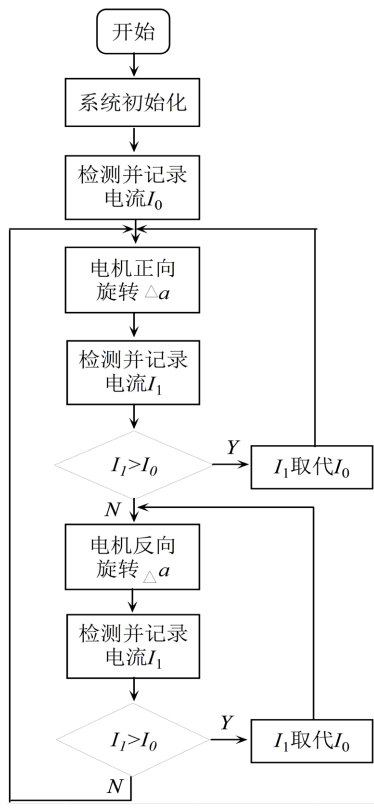 开始
系统初始化
检测并记录
电流I₀
电机正向
旋转△a
检测并记录
电流I₁
I₁>I₀
Y
I₁取代I₀
N
电机反向
旋转△a
检测并记录
电流I₁
I₁>I₀
Y
I₁取代I₀
N